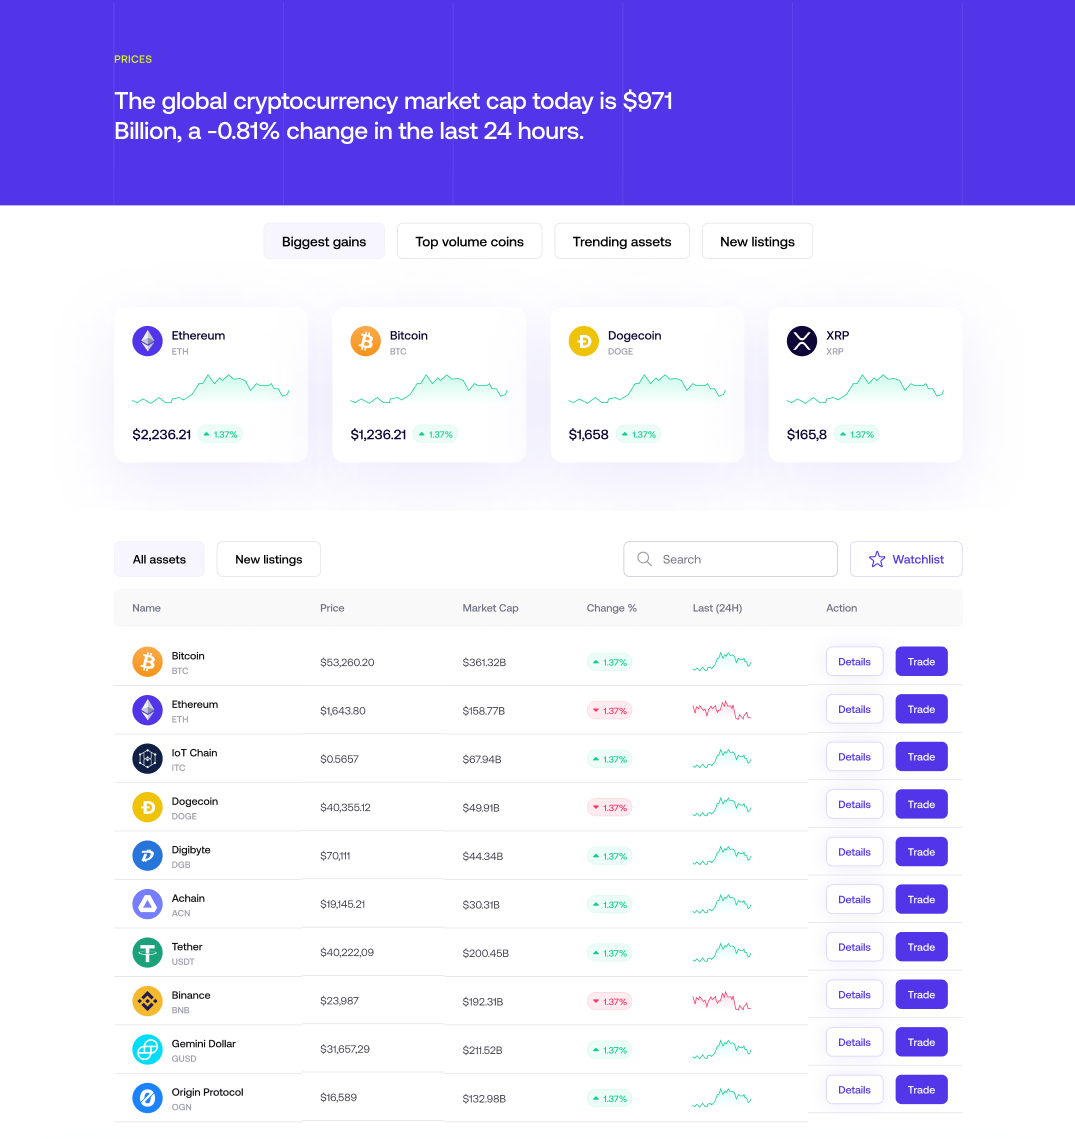 PRICES
The global cryptocurrency market cap today is $971
Billion, a -0.81% change in the last 24 hours.
Biggest gains Top volume coins Trending assets New listings
Ethereum
ETH
$2,236.21 1.37%
Bitcoin
BTC
$1,236.21 1.37%
Dogecoin
DOGE
$1,658 1.37%
XRP
XRP
$165,8 1.37%
All assets New listings Search Watchlist
Name Price Market Cap Change % Last (24H) Action
Bitcoin
BTC
$53,260.20 $361.32B 1.37% Details Trade
Ethereum
ETH
$1,643.80 $158.77B 1.37% Details Trade
IoT Chain
ITC
$0.5657 $67.94B 1.37% Details Trade
Dogecoin
DOGE
$40,355.12 $49.91B 1.37% Details Trade
Digibyte
DGB
$70,111 $44.34B 1.37% Details Trade
Achain
ACN
$19,145.21 $30.31B 1.37% Details Trade
Tether
USDT
$40,222,09 $200.45B 1.37% Details Trade
Binance
BNB
$23,987 $192.31B 1.37% Details Trade
Gemini Dollar
GUSD
$31,657,29 $211.52B 1.37% Details Trade
Origin Protocol
OGN
$16,589 $132.98B 1.37% Details Trade